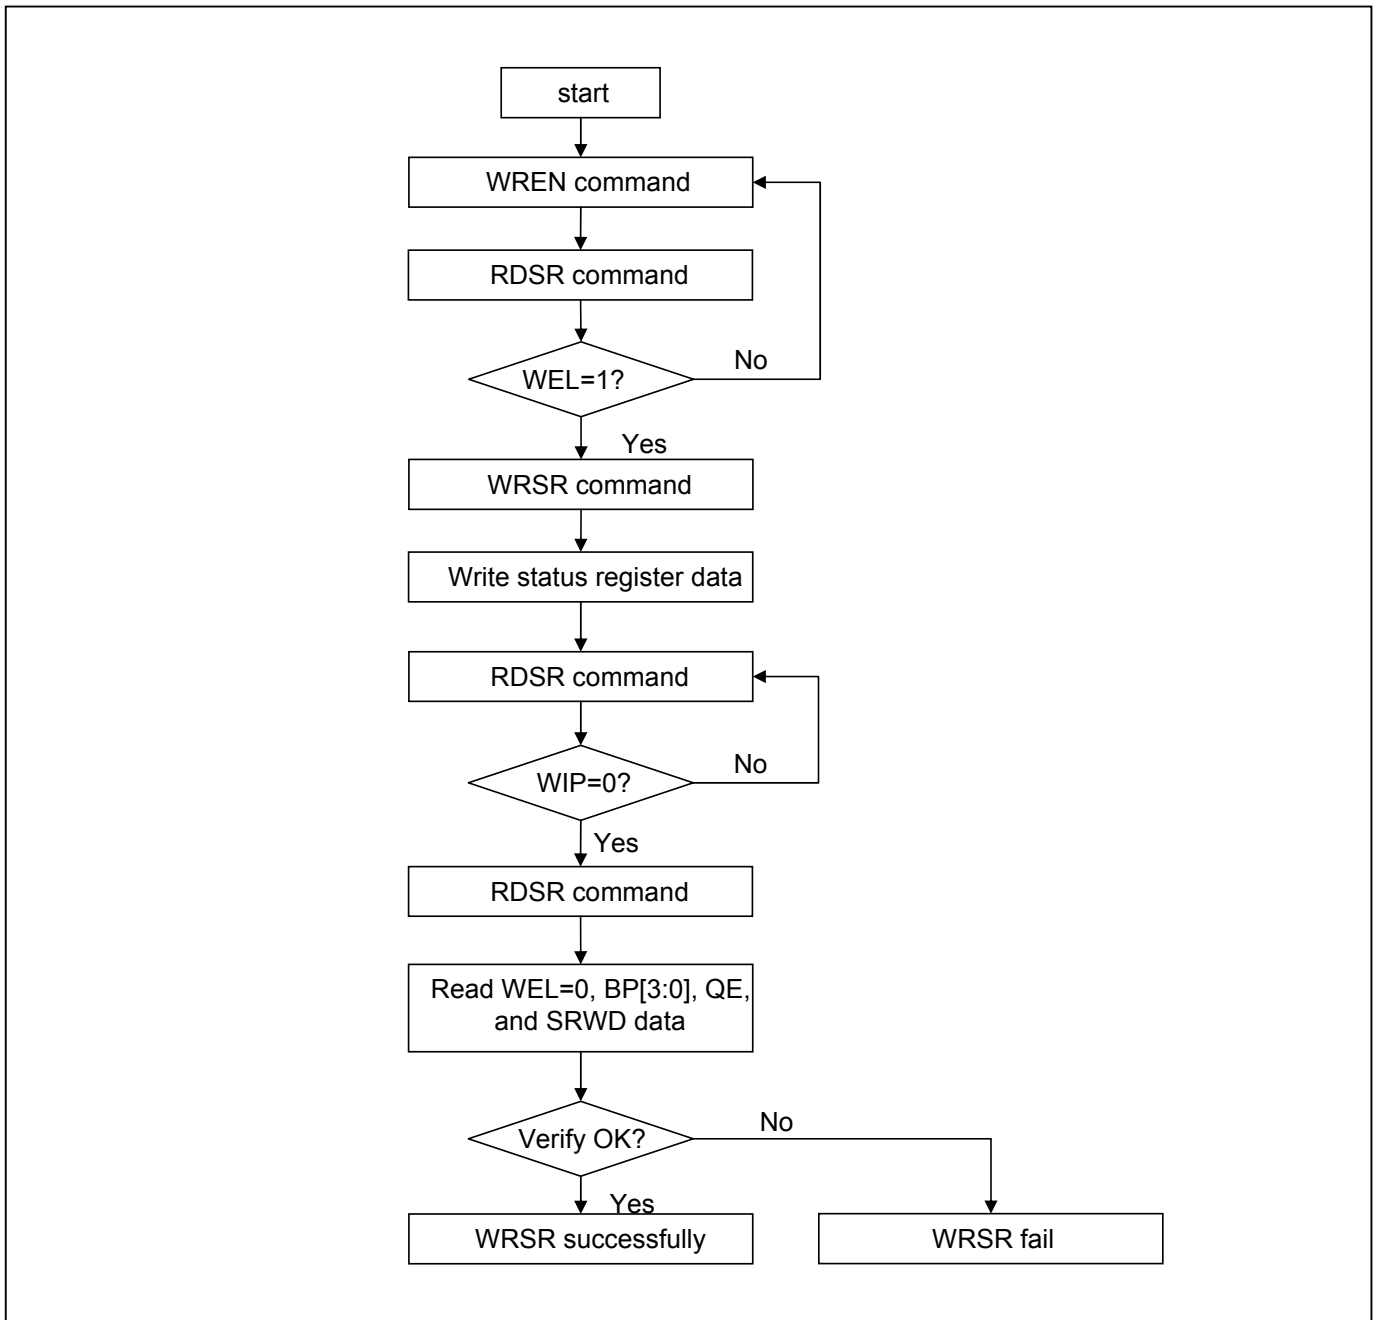 start
WREN command
RDSR command
WEL=1?
No
Yes
WRSR command
Write status register data
RDSR command
WIP=0?
No
Yes
RDSR command
Read WEL=0, BP[3:0], QE,
and SRWD data
Verify OK?
No
Yes
WRSR successfully
WRSR fail